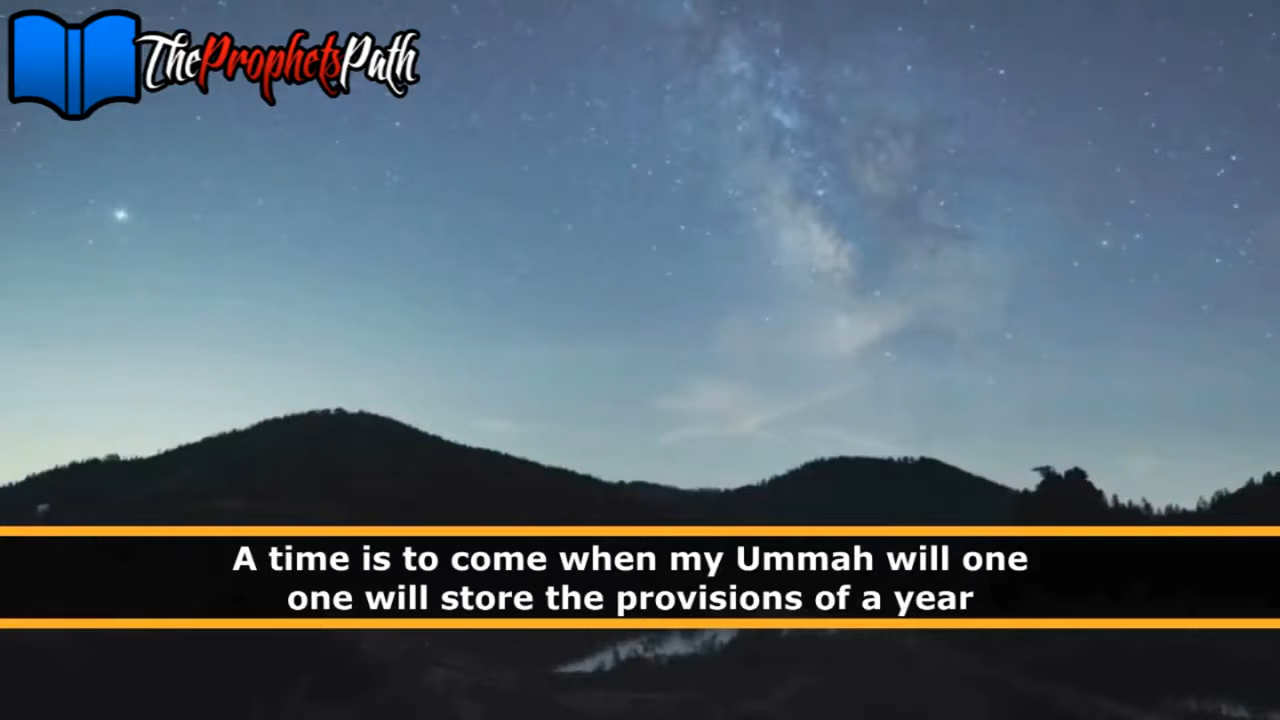 TheProphetsPath
A time is to come when my Ummah will one
one will store the provisions of a year